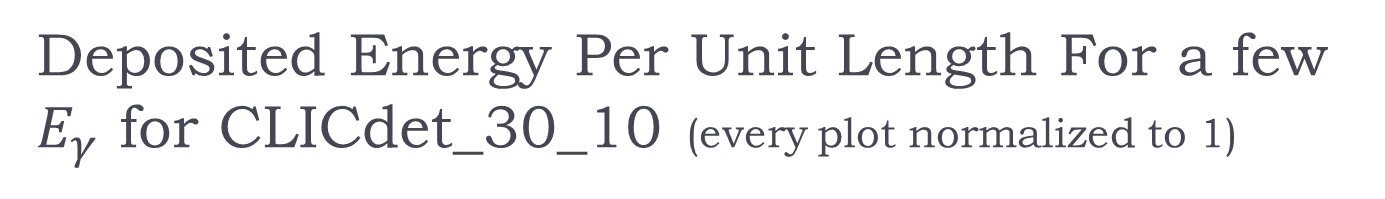 Deposited Energy Per Unit Length For a few
Eγ for CLICdet_30_10 (every plot normalized to 1)